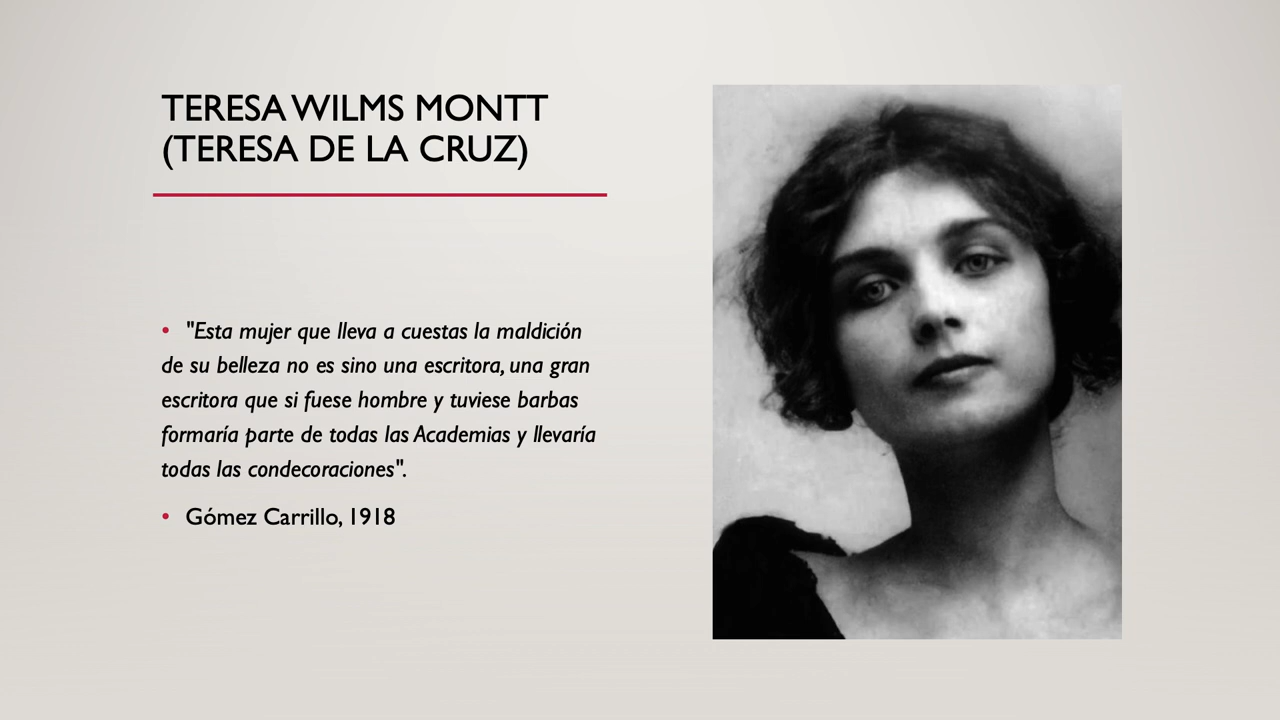 TERESA WILMS MONTT
(TERESA DE LA CRUZ)
• "Esta mujer que lleva a cuestas la maldición
de su belleza no es sino una escritora, una gran
escritora que si fuese hombre y tuviese barbas
formaría parte de todas las Academias y llevaría
todas las condecoraciones".
• Gómez Carrillo, 1918